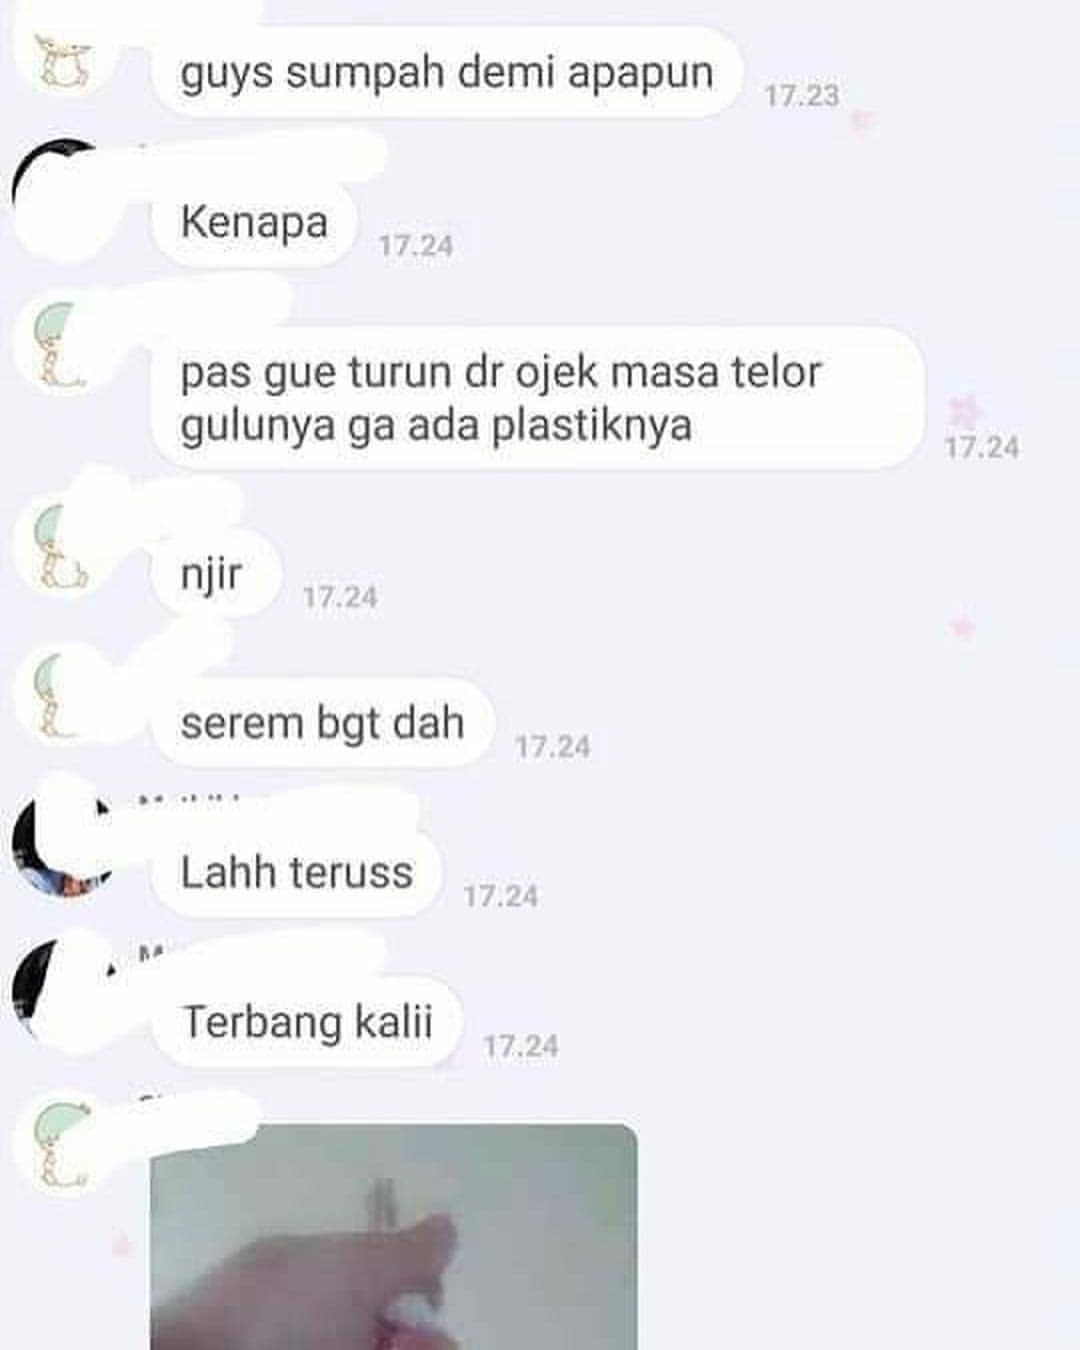 guys sumpah demi apapun
17.23
Kenapa
17.24
pas gue turun dr ojek masa telor
gulunya ga ada plastiknya
17.24
njir
17.24
serem bgt dah
17.24
Lahh teruss
17.24
Terbang kalii
17.24